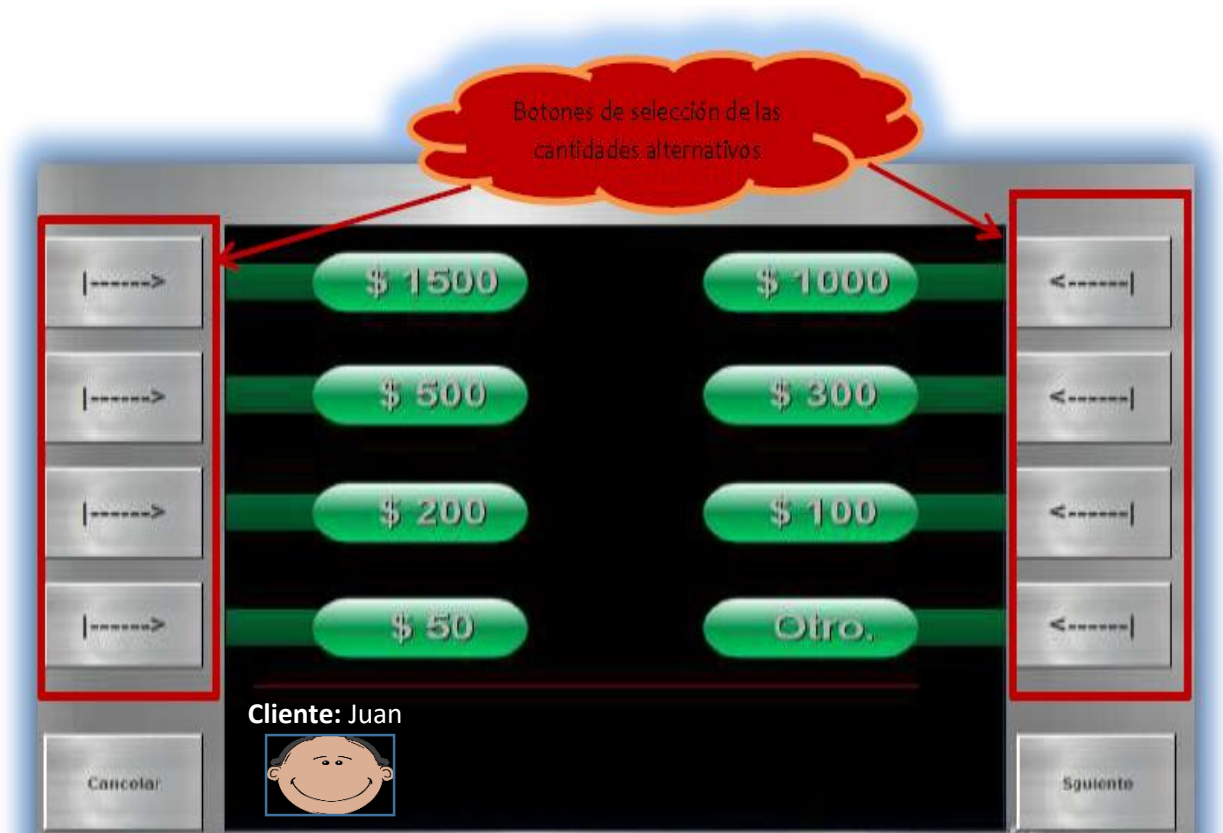 Botones de selección de las
cantidades alternativos
|------> $ 1500 $ 1000 <------|
|------> $ 500 $ 300 <------|
|------> $ 200 $ 100 <------|
|------> $ 50 Otro. <------|
Cliente: Juan
Cancelar Sguiente